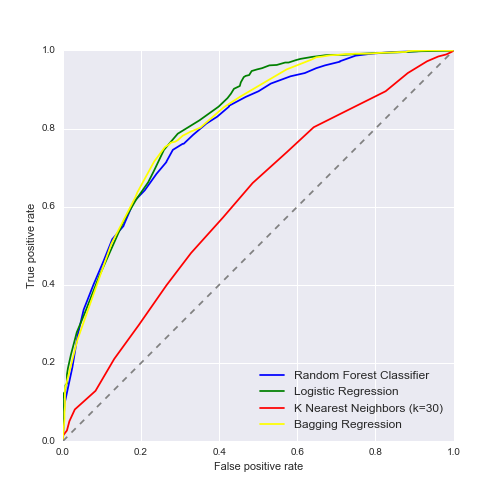 1.0
0.8
0.6
0.4
0.2
0.0
True positive rate
Random Forest Classifier
Logistic Regression
K Nearest Neighbors (k=30)
Bagging Regression
0.0 0.2 0.4 0.6 0.8 1.0
False positive rate